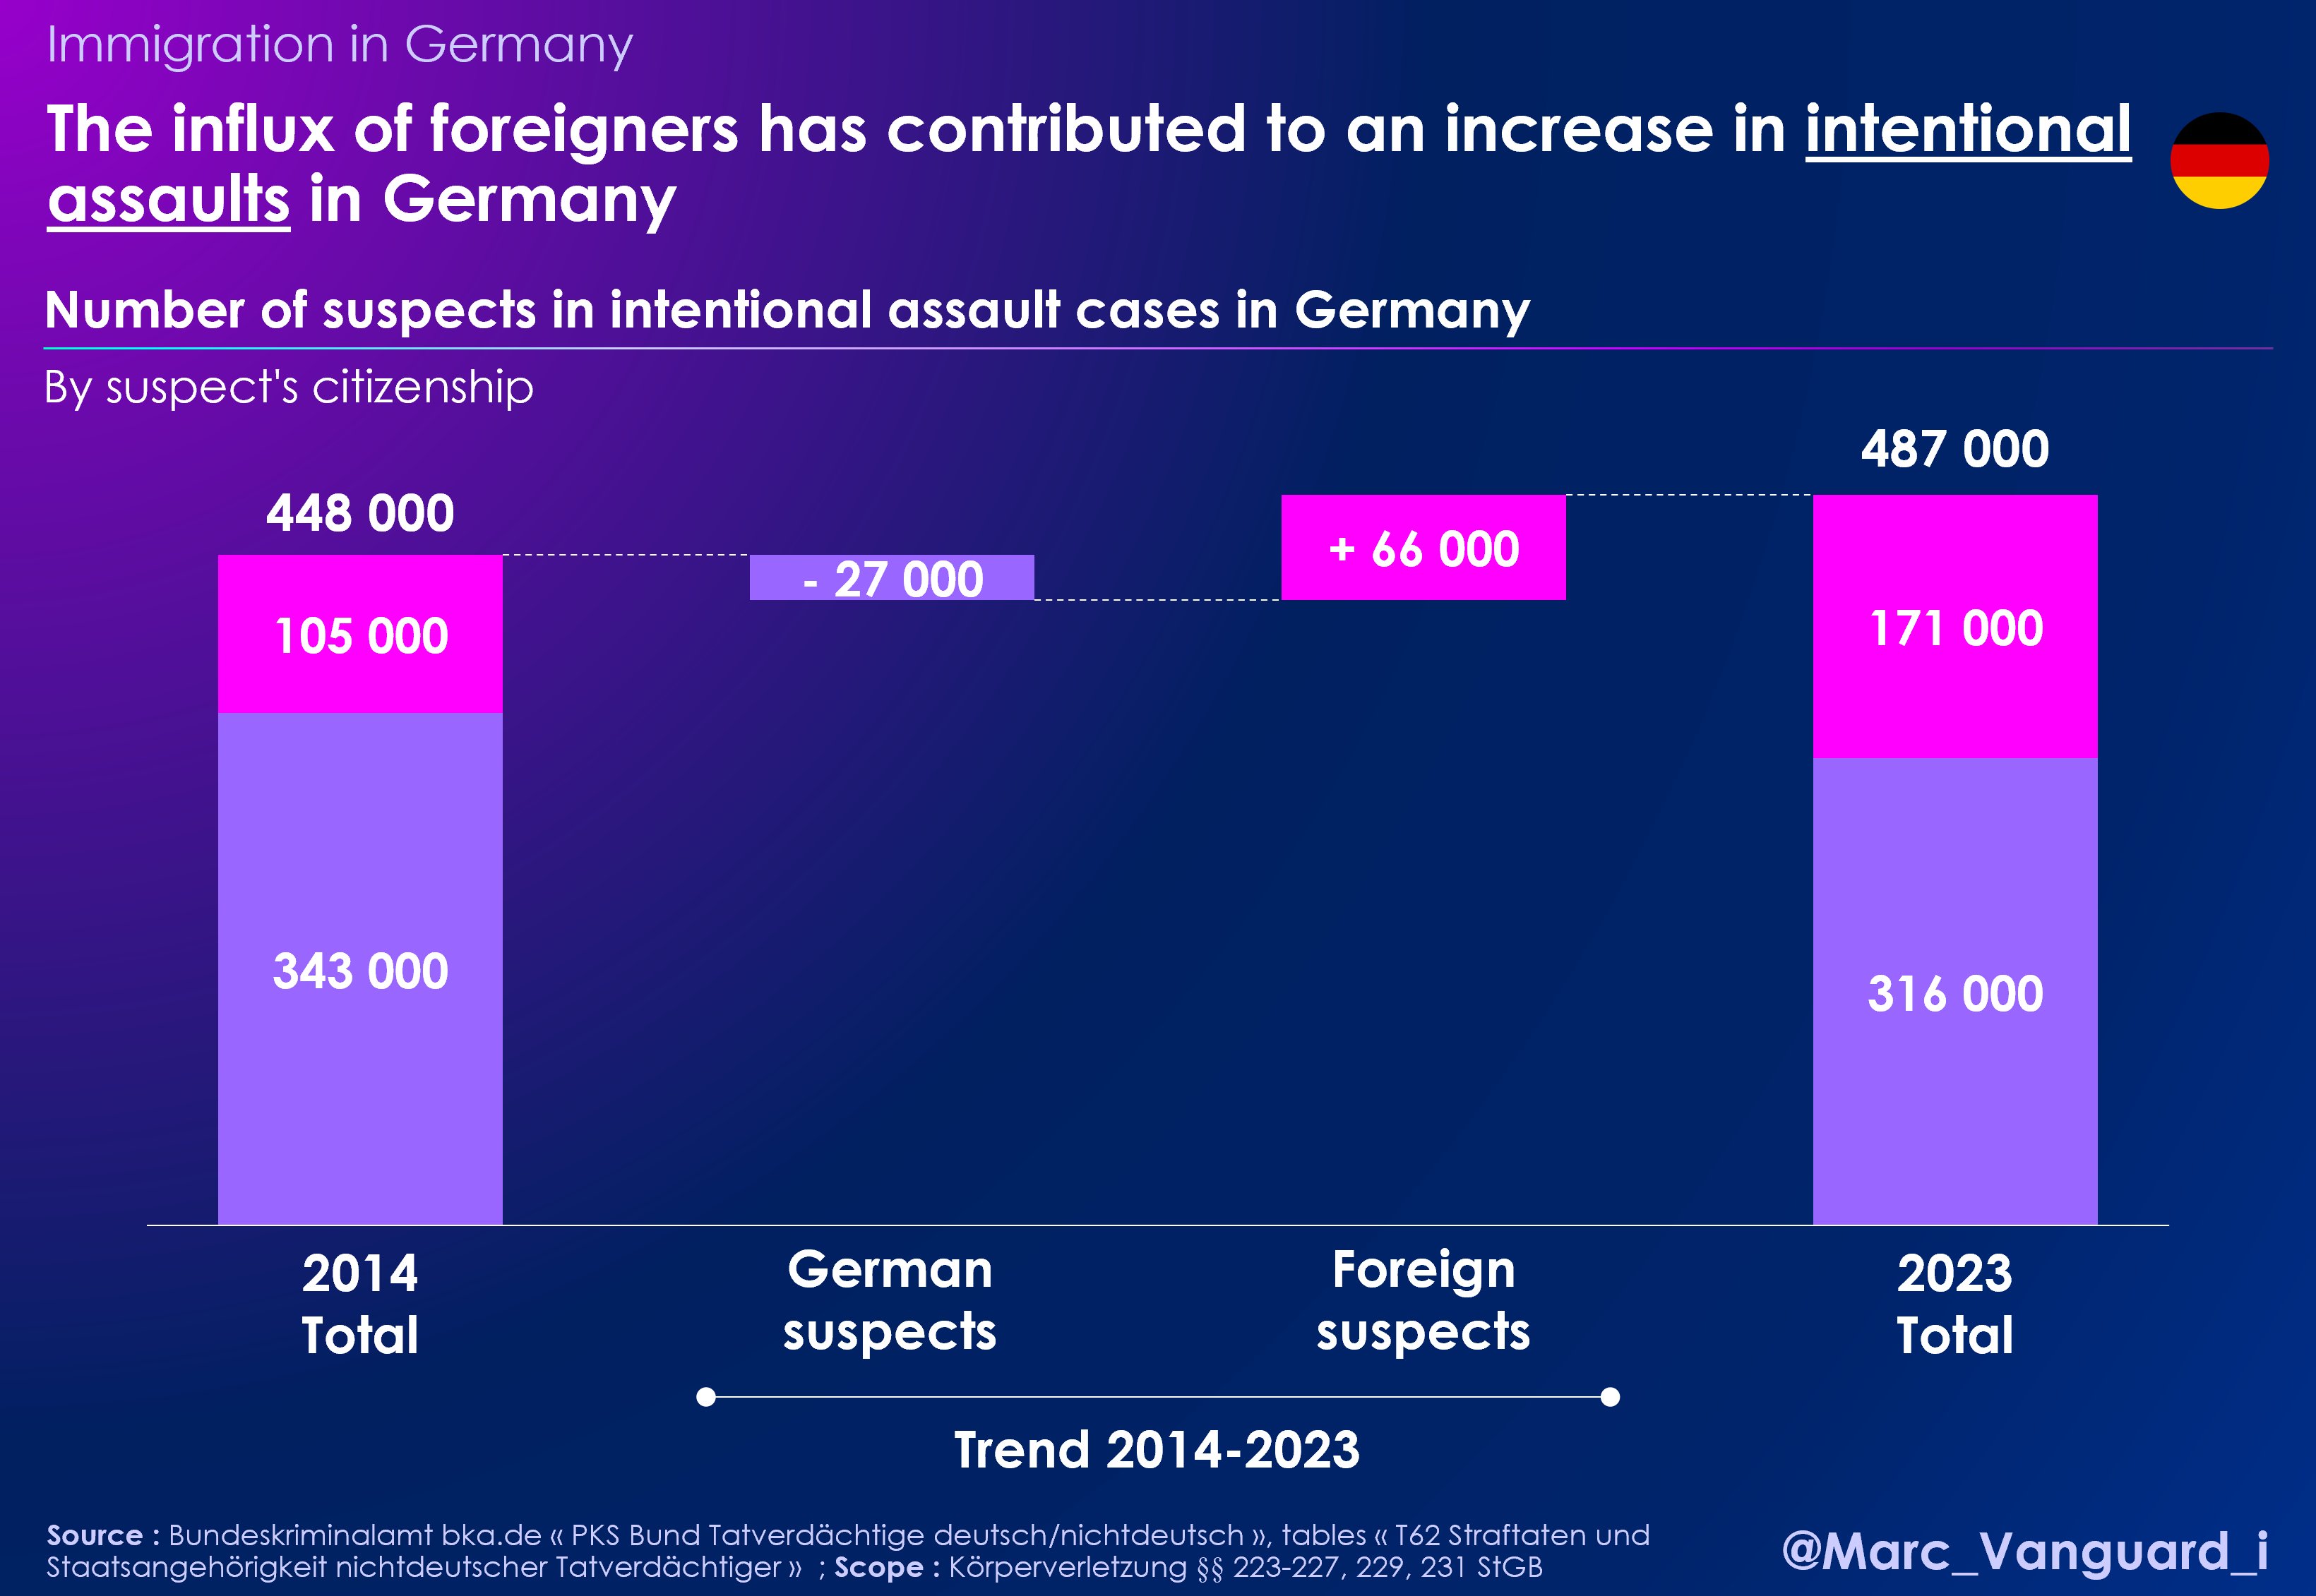 Immigration in Germany
The influx of foreigners has contributed to an increase in intentional
assaults in Germany
Number of suspects in intentional assault cases in Germany
By suspect's citizenship
448 000
105 000
343 000
- 27 000
+ 66 000
487 000
171 000
316 000
2014
Total
German
suspects
Foreign
suspects
2023
Total
Trend 2014-2023
Source : Bundeskriminalamt bka.de « PKS Bund Tatverdächtige deutsch/nichtdeutsch », tables « T62 Straftaten und
Staatsangehörigkeit nichtdeutscher Tatverdächtiger » ; Scope : Körperverletzung §§ 223-227, 229, 231 StGB
@Marc_Vanguard_i